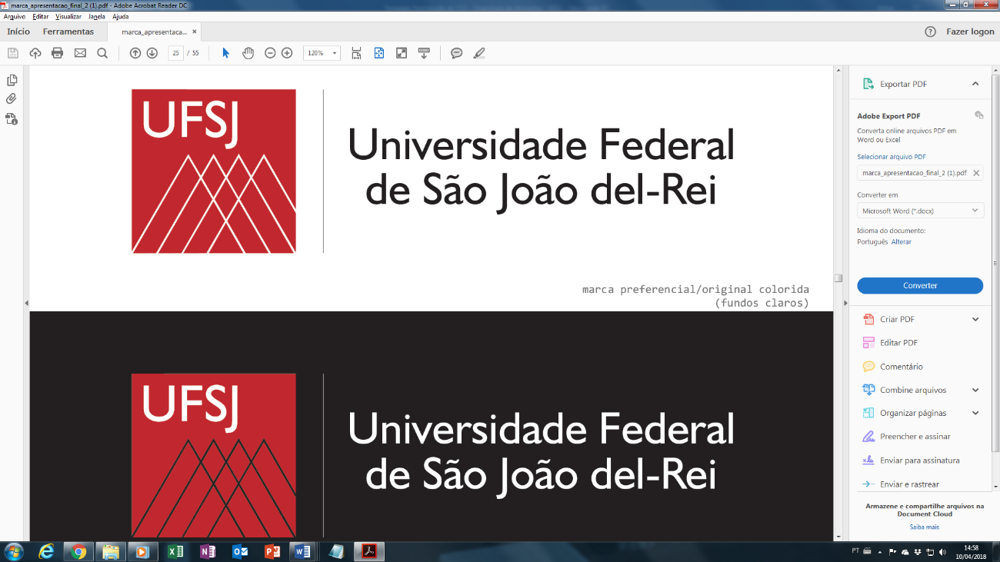 marca_apresentacao_final_2 (1).pdf - Adobe Acrobat Reader DC
Arquivo Editar Visualizar Janela Ajuda
Início Ferramentas marca_apresentaca... × Fazer logon
25 / 55 120%
UFSJ
Universidade Federal
de São João del-Rei
marca preferencial/original colorida
(fundos claros)
UFSJ
Universidade Federal
de São João del-Rei
Exportar PDF
Adobe Export PDF
Converta online arquivos PDF em
Word ou Excel
Selecionar arquivo PDF
marca_apresentacao_final_2 (1).pdf
Converter em
Microsoft Word (*.docx)
Idioma do documento:
Português Alterar
Converter
Criar PDF
Editar PDF
Comentário
Combine arquivos
Organizar páginas
Preencher e assinar
Enviar para assinatura
Enviar e rastrear
Armazene e compartilhe arquivos na
Document Cloud
Saiba mais
PT
14:58
10/04/2018